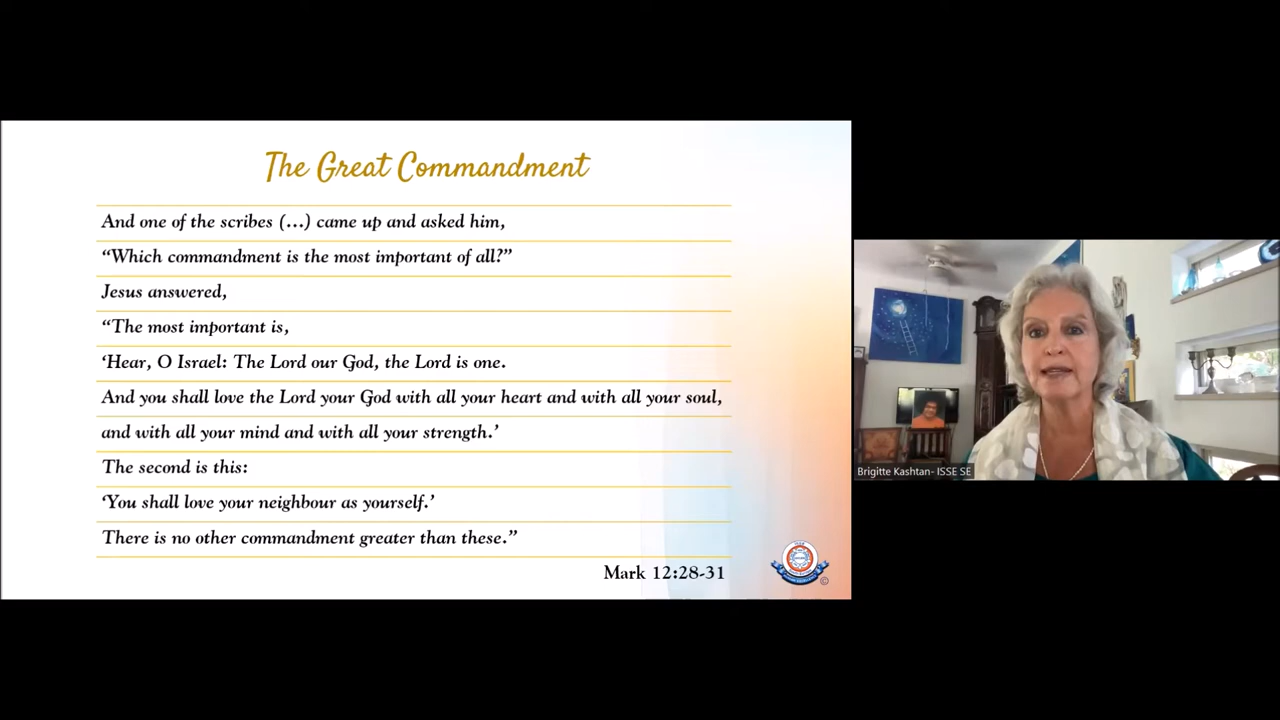 The Great Commandment
And one of the scribes (...) came up and asked him,
“Which commandment is the most important of all?”
Jesus answered,
“The most important is,
‘Hear, O Israel: The Lord our God, the Lord is one.
And you shall love the Lord your God with all your heart and with all your soul,
and with all your mind and with all your strength.’
The second is this:
‘You shall love your neighbour as yourself.’
There is no other commandment greater than these.”
Mark 12:28-31
©
Brigitte Kashtan- ISSE SE